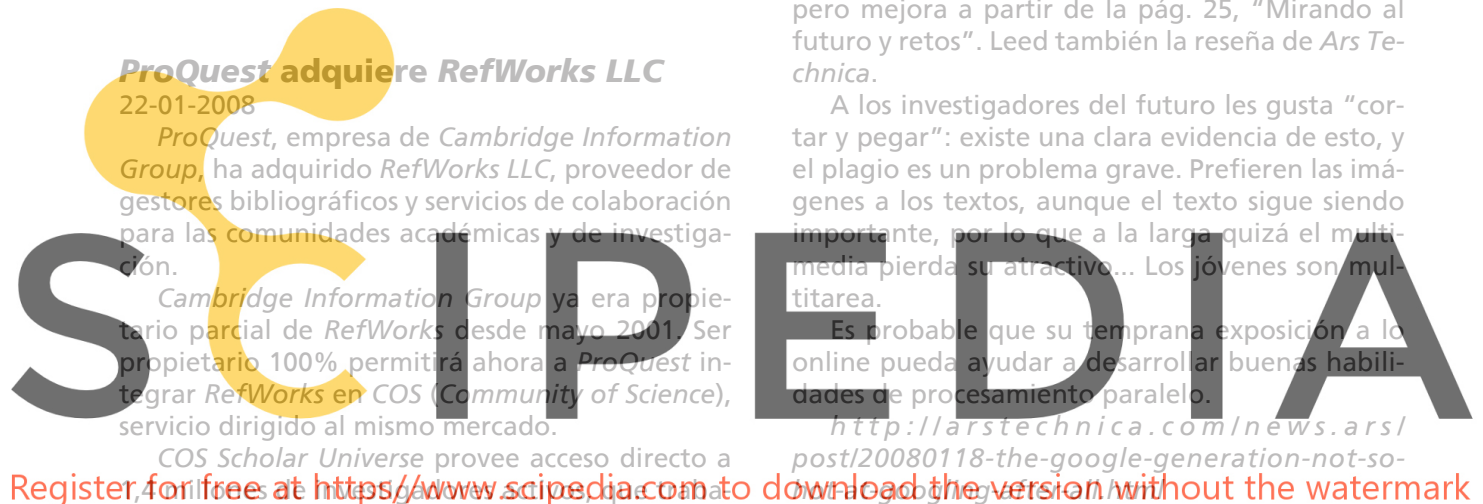 ProQuest adquiere RefWorks LLC
22-01-2008
ProQuest, empresa de Cambridge Information
Group, ha adquirido RefWorks LLC, proveedor de
gestores bibliográficos y servicios de colaboración
para las comunidades académicas y de investiga-
ción.
Cambridge Information Group ya era propie-
tario parcial de RefWorks desde mayo 2001. Ser
propietario 100% permitirá ahora a ProQuest in-
tegrar RefWorks en COS (Community of Science),
servicio dirigido al mismo mercado.
COS Scholar Universe provee acceso directo a
pero mejora a partir de la pág. 25, "Mirando al
futuro y retos". Leed también la reseña de Ars Te-
chnica.
A los investigadores del futuro les gusta "cor-
tar y pegar": existe una clara evidencia de esto, y
el plagio es un problema grave. Prefieren las imá-
genes a los textos, aunque el texto sigue siendo
importante, por lo que a la larga quizá el multi-
media pierda su atractivo... Los jóvenes son mul-
titarea.
Es probable que su temprana exposición a lo
online pueda ayudar a desarrollar buenas habili-
dades de procesamiento paralelo.
http://arstechnica.com/news.ars/
post/20080118-the-google-generation-not-so-
SCIPEDIA
Register for free at https://www.scipedia.com to download the version without the watermark